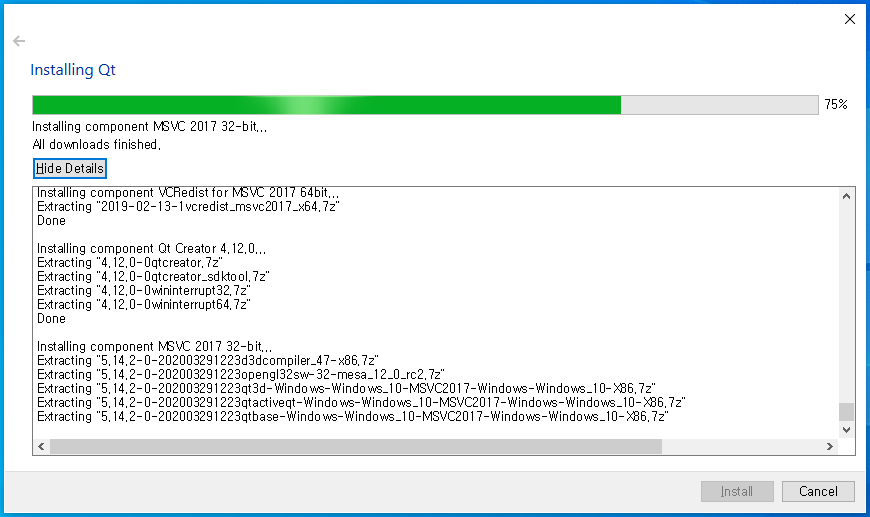 Installing Qt
75%
Installing component MSVC 2017 32-bit...
All downloads finished.
Hide Details
Installing component VCRedist for MSVC 2017 64bit...
Extracting "2019-02-13-1vcredist_msvc2017_x64.7z"
Done
Installing component Qt Creator 4.12.0...
Extracting "4.12.0-0qtcreator.7z"
Extracting "4.12.0-0qtcreator_sdktool.7z"
Extracting "4.12.0-0wininterrupt32.7z"
Extracting "4.12.0-0wininterrupt64.7z"
Done
Installing component MSVC 2017 32-bit...
Extracting "5.14.2-0-202003291223d3dcompiler_47-x86.7z"
Extracting "5.14.2-0-202003291223opengl32sw-32-mesa_12_0_rc2.7z"
Extracting "5.14.2-0-202003291223qt3d-Windows-Windows_10-MSVC2017-Windows-Windows_10-X86.7z"
Extracting "5.14.2-0-202003291223qtactiveqt-Windows-Windows_10-MSVC2017-Windows-Windows_10-X86.7z"
Extracting "5.14.2-0-202003291223qtbase-Windows-Windows_10-MSVC2017-Windows-Windows_10-X86.7z"
Install
Cancel